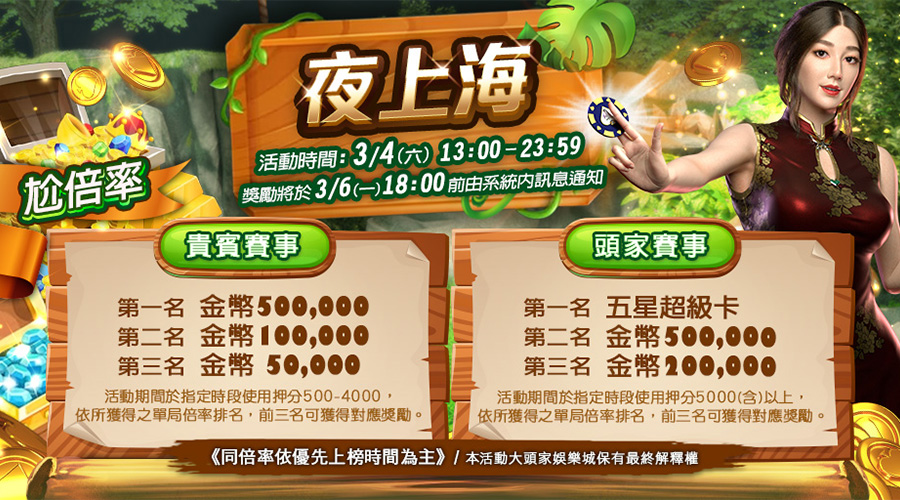 夜上海
活動時間：3/4(六) 13:00-23:59
獎勵將於 3/6(一)18:00 前由系統內訊息通知
尬倍率
貴賓賽事
第一名 金幣500,000
第二名 金幣100,000
第三名 金幣 50,000
活動期間於指定時段使用押分500-4000，
依所獲得之單局倍率排名，前三名可獲得對應獎勵。
頭家賽事
第一名 五星超級卡
第二名 金幣500,000
第三名 金幣200,000
活動期間於指定時段使用押分5000(含)以上，
依所獲得之單局倍率排名，前三名可獲得對應獎勵。
《同倍率依優先上榜時間為主》/ 本活動大頭家娛樂城保有最終解釋權